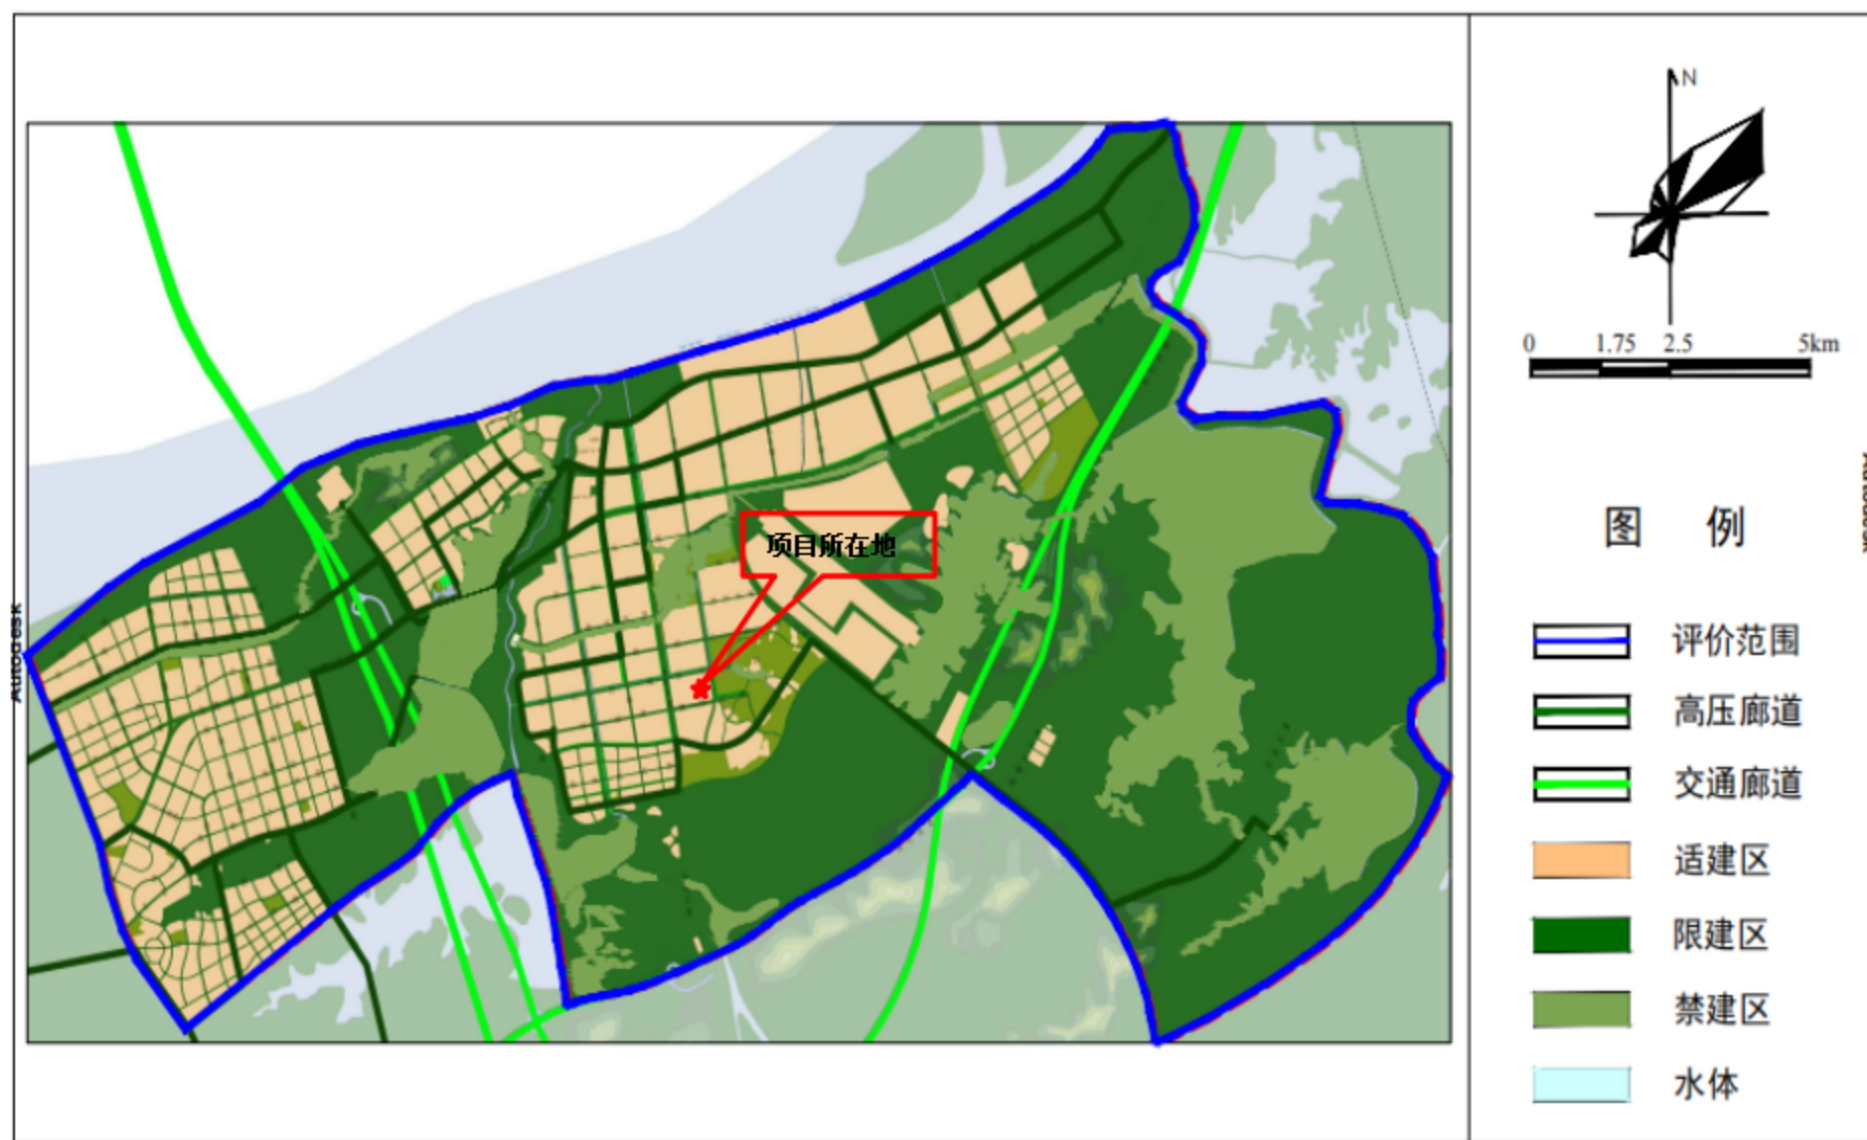 N
0 1.75 2.5 5km
项目所在地
图 例
评价范围
高压廊道
交通廊道
适建区
限建区
禁建区
水体
Autodesk